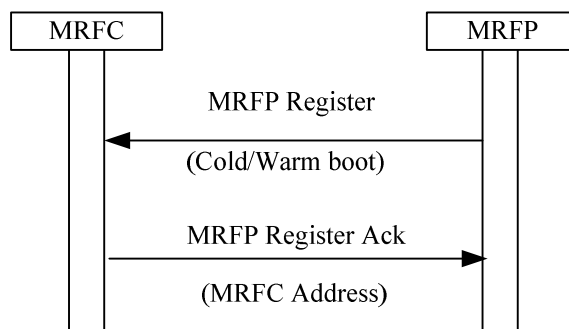 MRFC
MRFP
MRFP Register
(Cold/Warm boot)
MRFP Register Ack
(MRFC Address)